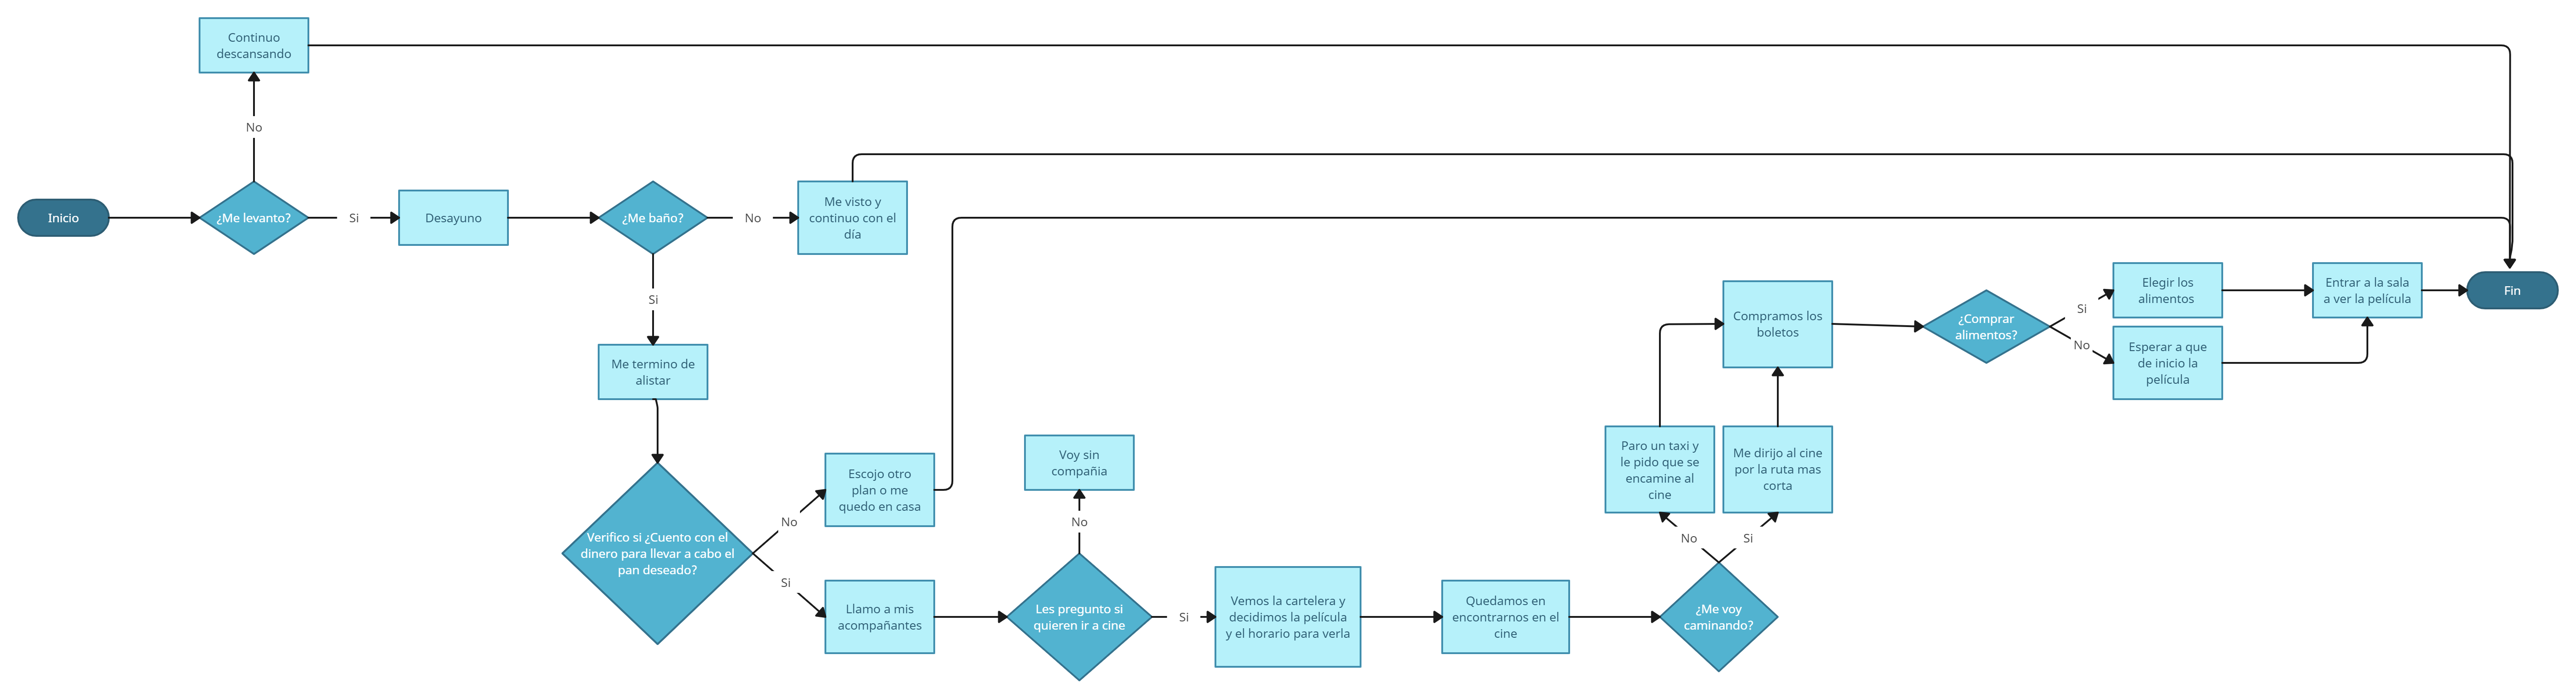 Continuo
descansando
No
Inicio
¿Me levanto?
Si
Desayuno
¿Me baño?
No
Me visto y
continuo con el
día
Si
Me termino de
alistar
Verifico si ¿Cuento con el
dinero para llevar a cabo el
pan deseado?
No
Escojo otro
plan o me
quedo en casa
Si
Llamo a mis
acompañantes
Les pregunto si
quieren ir a cine
No
Voy sin
compañia
Si
Vemos la cartelera y
decidimos la película
y el horario para verla
Quedamos en
encontrarnos en el
cine
¿Me voy
caminando?
No
Paro un taxi y
le pido que se
encamine al
cine
Si
Me dirijo al cine
por la ruta mas
corta
Compramos los
boletos
¿Comprar
alimentos?
Si
Elegir los
alimentos
No
Esperar a que
de inicio la
película
Entrar a la sala
a ver la película
Fin